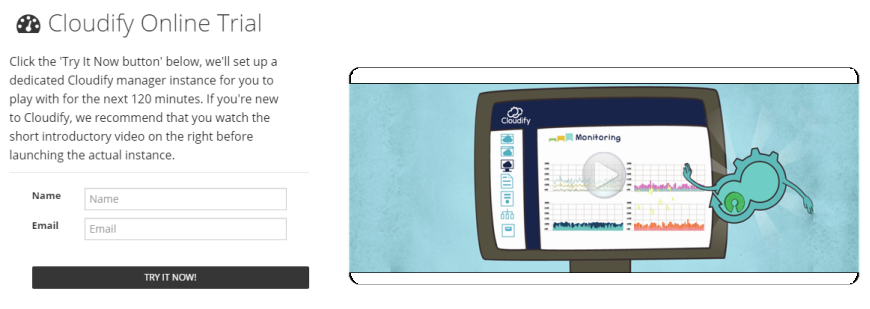 Cloudify Online Trial
Click the 'Try It Now button' below, we'll set up a
dedicated Cloudify manager instance for you to
play with for the next 120 minutes. If you're new
to Cloudify, we recommend that you watch the
short introductory video on the right before
launching the actual instance.
Name
Name
Email
Email
TRY IT NOW!
Cloudify
Monitoring